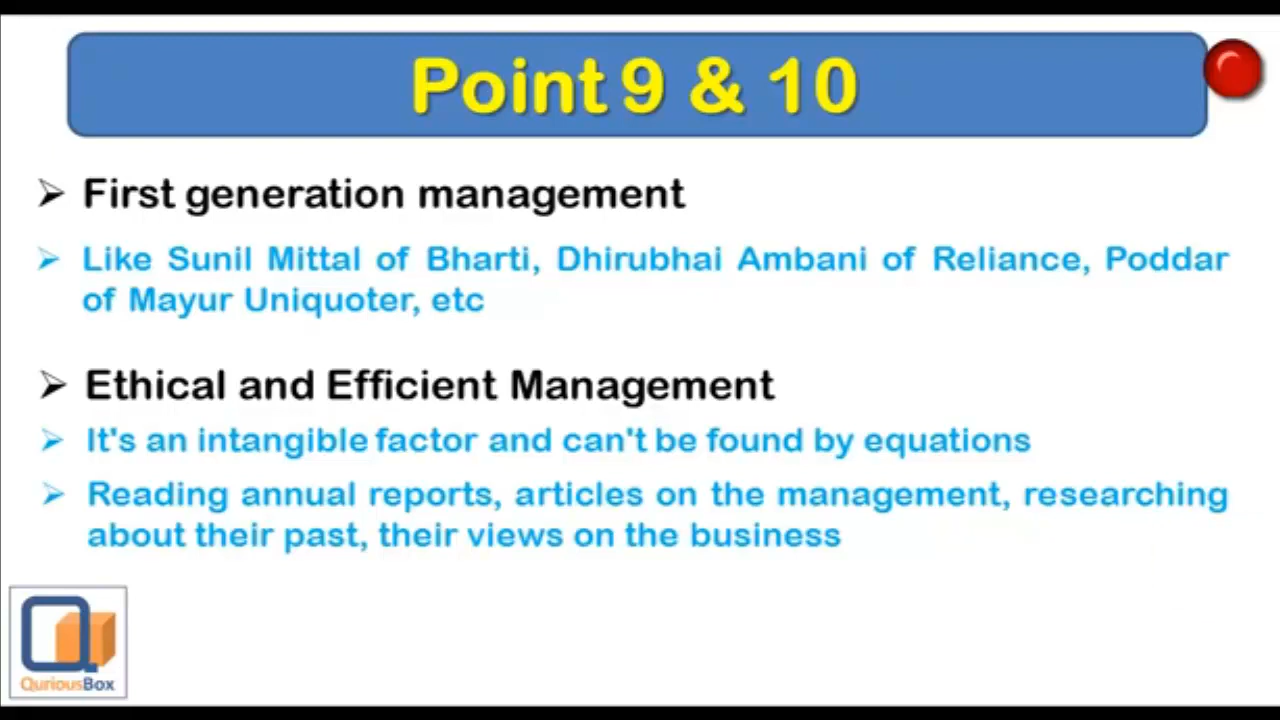 Point 9 & 10
First generation management
Like Sunil Mittal of Bharti, Dhirubhai Ambani of Reliance, Poddar
of Mayur Uniquoter, etc
Ethical and Efficient Management
It's an intangible factor and can't be found by equations
Reading annual reports, articles on the management, researching
about their past, their views on the business
QuriousBox